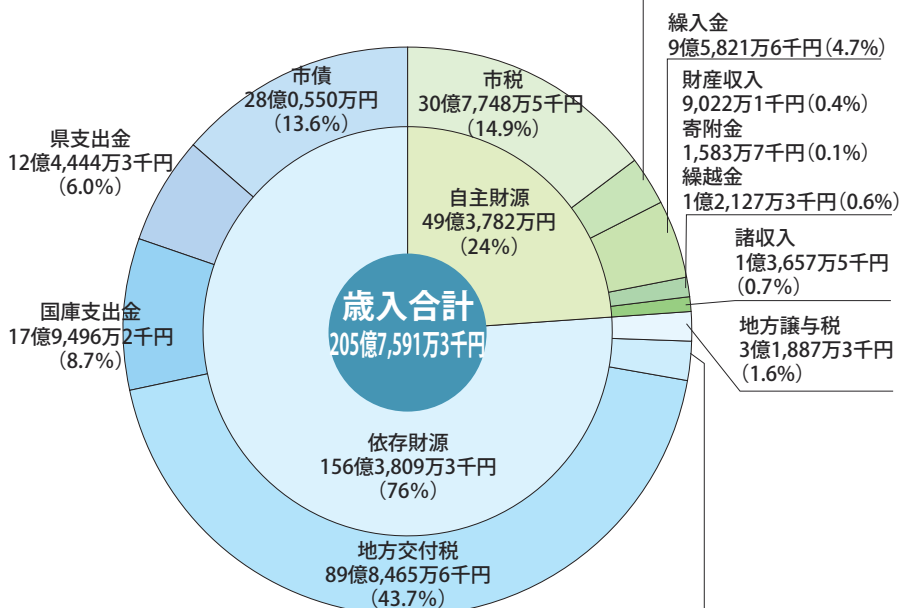 繰入金
9億5,821万6千円(4.7%)
財産収入
9,022万1千円(0.4%)
寄附金
1,583万7千円(0.1%)
繰越金
1億2,127万3千円(0.6%)
諸収入
1億3,657万5千円
(0.7%)
地方譲与税
3億1,887万3千円
(1.6%)
市税
30億7,748万5千円
(14.9%)
市債
28億0,550万円
(13.6%)
県支出金
12億4,444万3千円
(6.0%)
国庫支出金
17億9,496万2千円
(8.7%)
自主財源
49億3,782万円
(24%)
歳入合計
205億7,591万3千円
依存財源
156億3,809万3千円
(76%)
地方交付税
89億8,465万6千円
(43.7%)